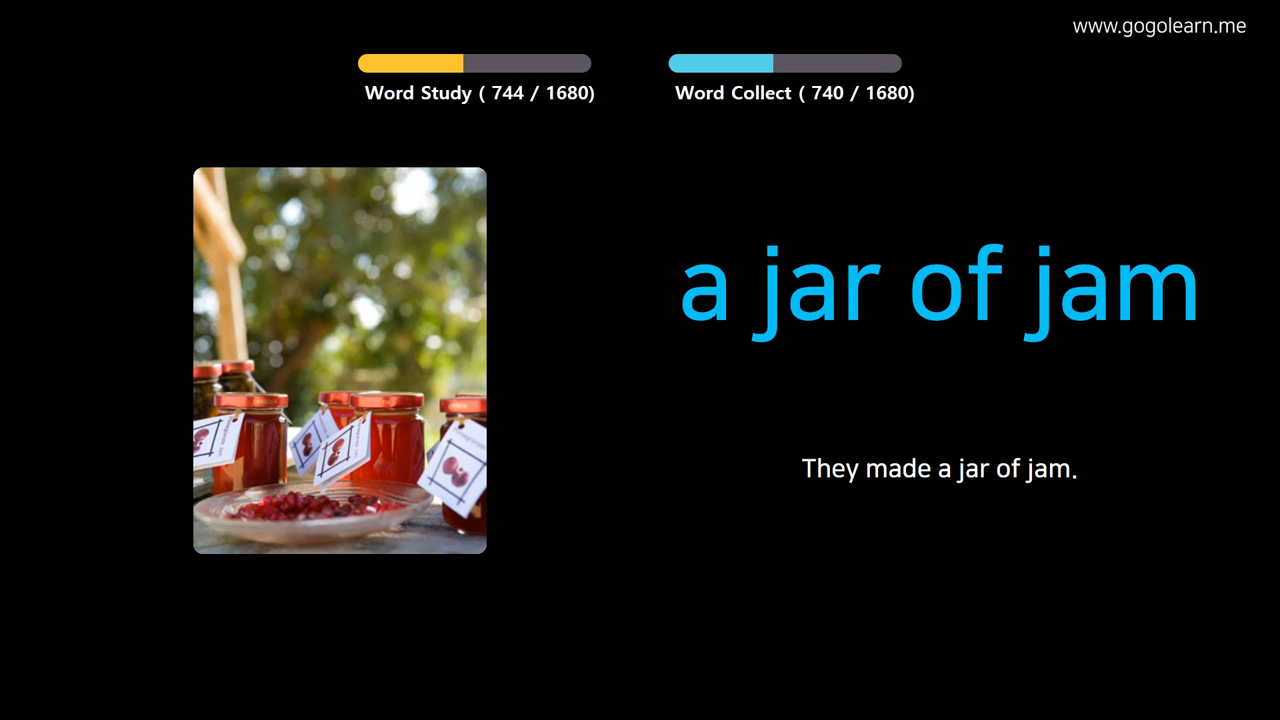 www.gogolearn.me
Word Study ( 744 / 1680)
Word Collect ( 740 / 1680)
a jar of jam
They made a jar of jam.